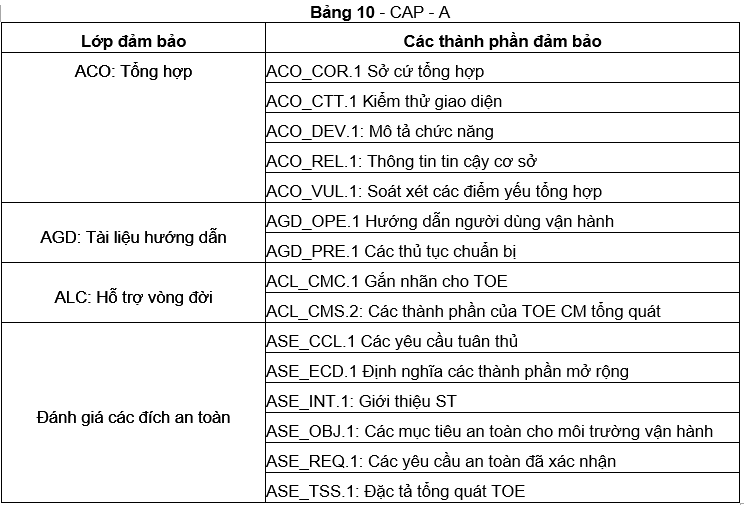 Bảng 10 - CAP - A
Lớp đảm bảo
Các thành phần đảm bảo
ACO: Tổng hợp
ACO_COR.1 Sở cứ tổng hợp
ACO_CTT.1 Kiểm thử giao diện
ACO_DEV.1: Mô tả chức năng
ACO_REL.1: Thông tin tin cậy cơ sở
ACO_VUL.1: Soát xét các điểm yếu tổng hợp
AGD: Tài liệu hướng dẫn
AGD_OPE.1 Hướng dẫn người dùng vận hành
AGD_PRE.1 Các thủ tục chuẩn bị
ALC: Hỗ trợ vòng đời
ACL_CMC.1 Gắn nhãn cho TOE
ACL_CMS.2: Các thành phần của TOE CM tổng quát
Đánh giá các đích an toàn
ASE_CCL.1 Các yêu cầu tuân thủ
ASE_ECD.1 Định nghĩa các thành phần mở rộng
ASE_INT.1: Giới thiệu ST
ASE_OBJ.1: Các mục tiêu an toàn cho môi trường vận hành
ASE_REQ.1: Các yêu cầu an toàn đã xác nhận
ASE_TSS.1: Đặc tả tổng quát TOE